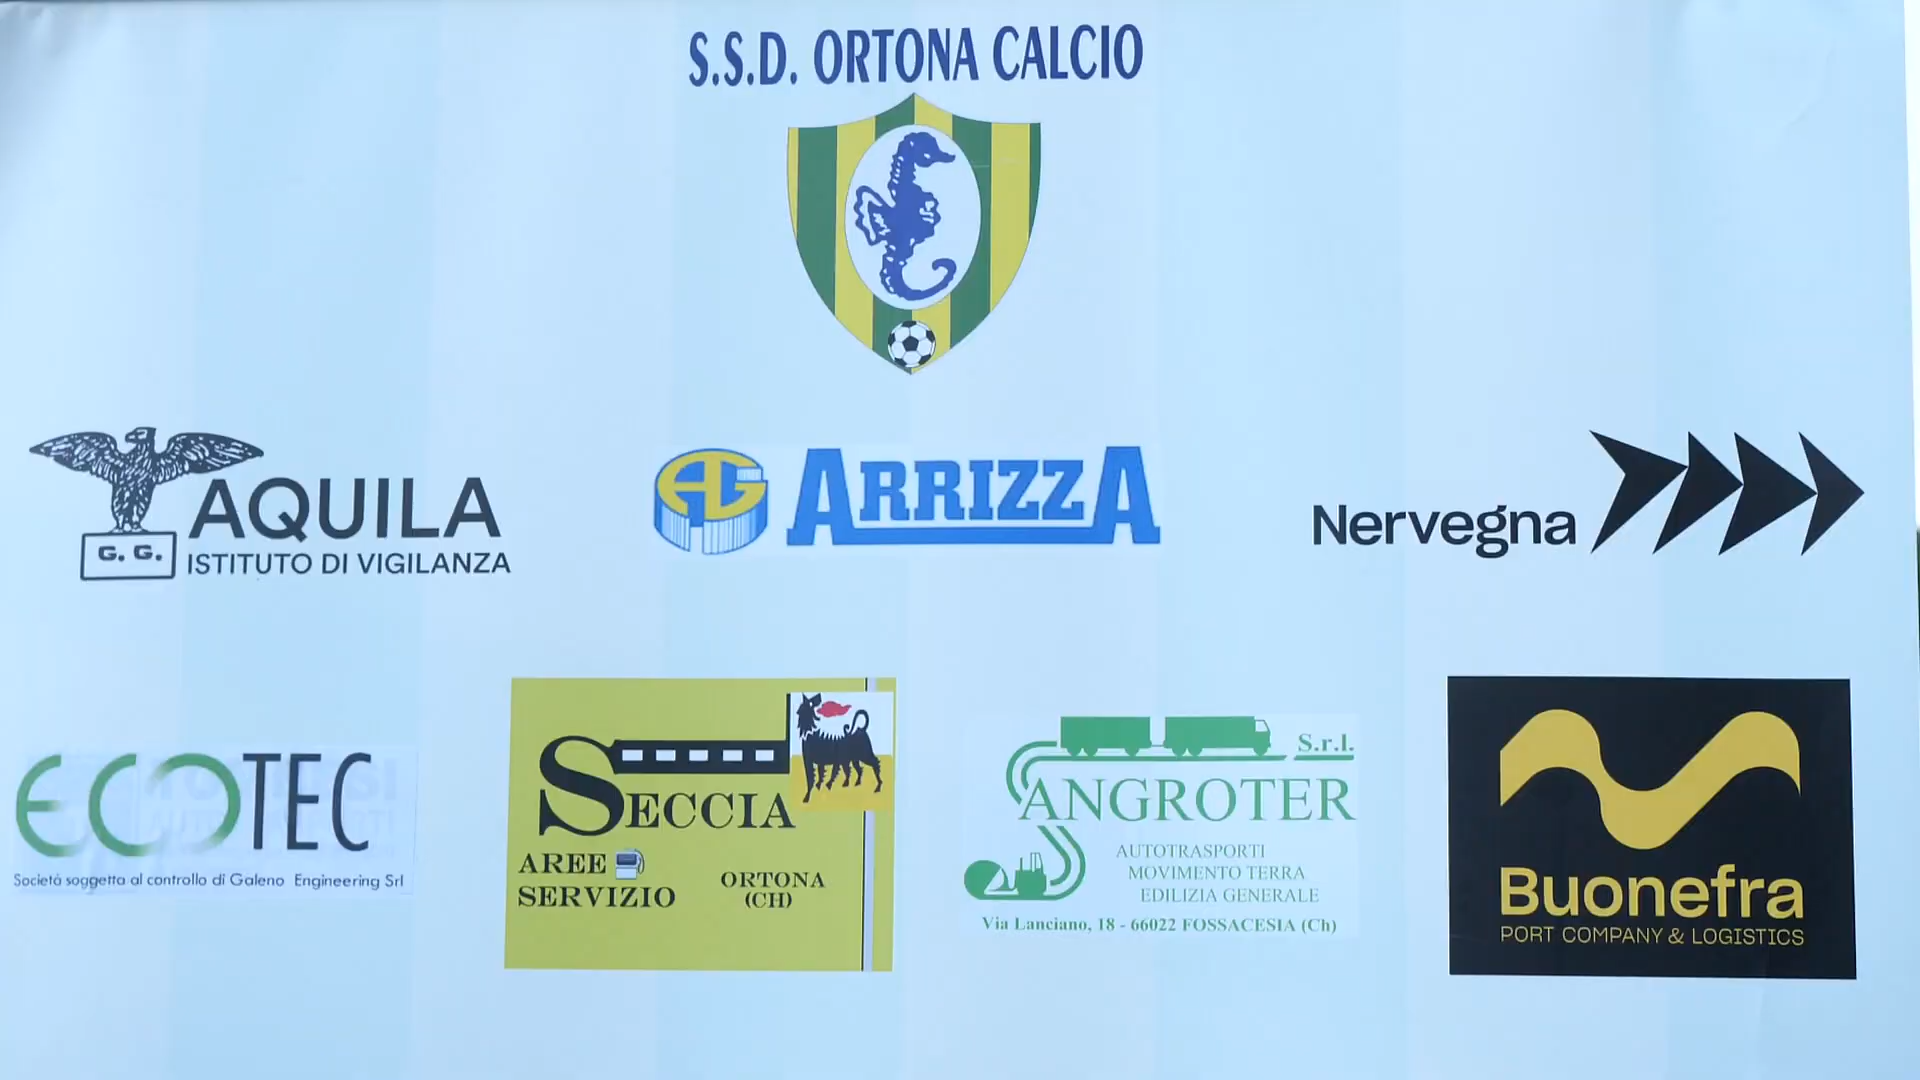 S.S.D. ORTONA CALCIO
G. G.
AQUILA
ISTITUTO DI VIGILANZA
AG
ARRIZZA
Nervegna
ECOTEC
Societá soggetta al controllo di Galeno Engineering Srl
SECCIA
AREE
SERVIZIO
ORTONA
(CH)
S.r.l.
ANGROTER
AUTOTRASPORTI
MOVIMENTO TERRA
EDILIZIA GENERALE
Via Lanciano, 18 - 66022 FOSSACESIA (Ch)
Buonefra
PORT COMPANY & LOGISTICS